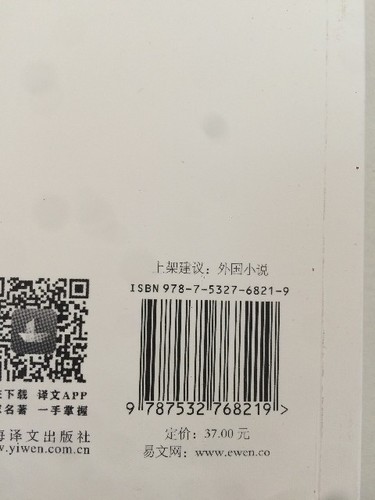 上架建议：外国小说
ISBN 978-7-5327-6821-9
9 787532 768219 >
定价：37.00 元
易文网：www.ewen.co
下载 译文APP
名著 一手掌握
译文出版社
.yiwen.com.cn